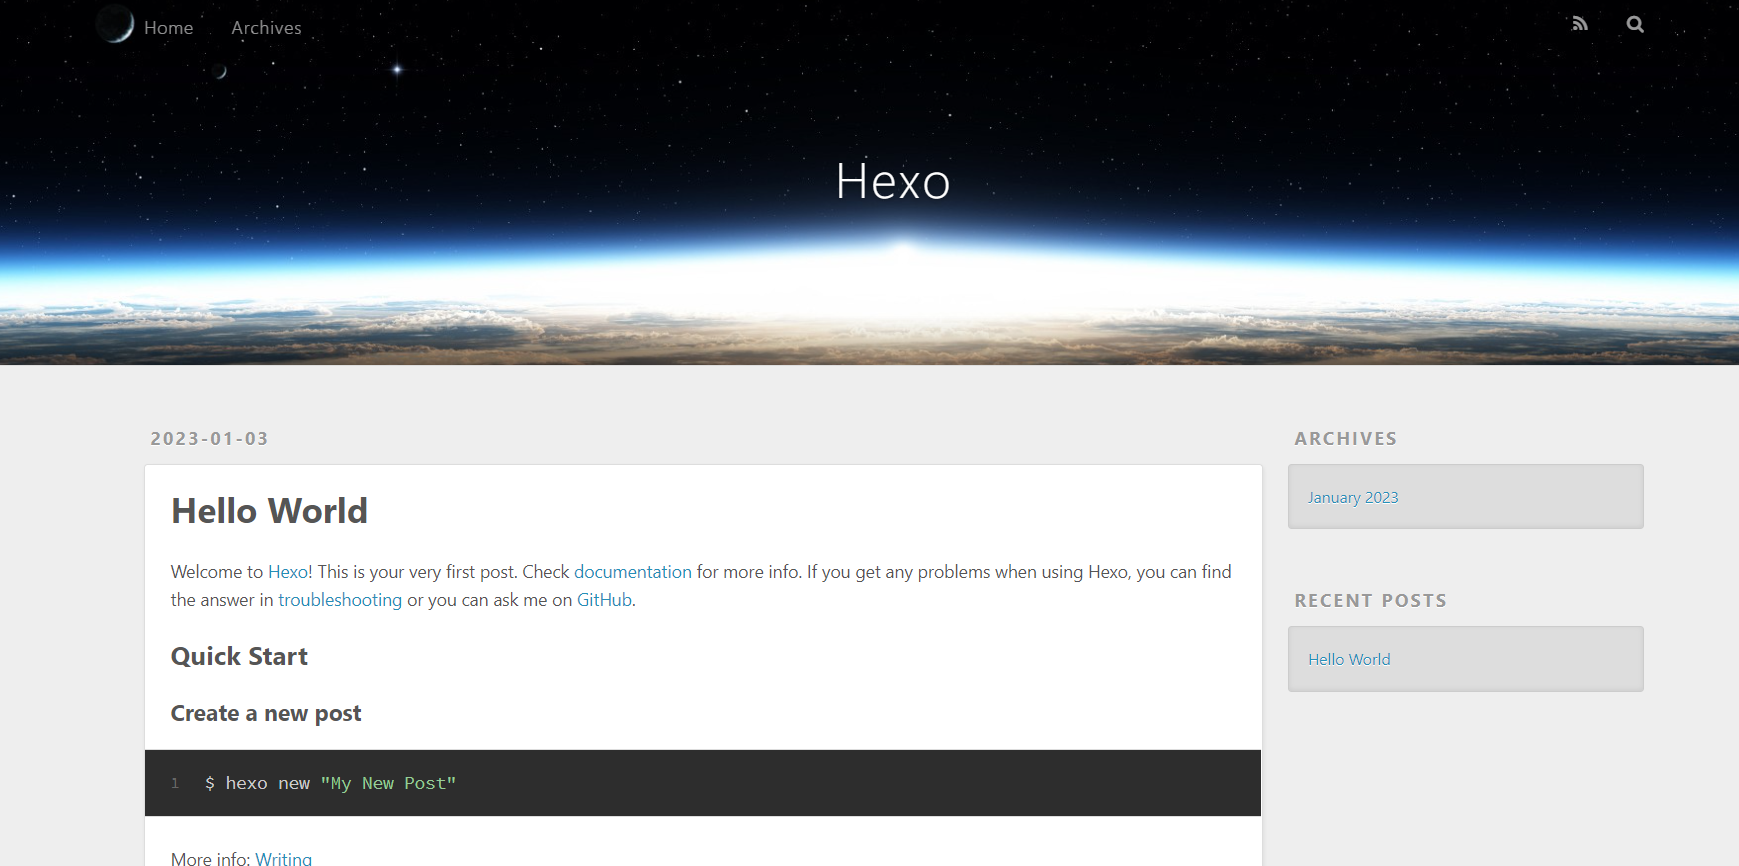 Home Archives
Hexo
2023-01-03
Hello World
Welcome to Hexo! This is your very first post. Check documentation for more info. If you get any problems when using Hexo, you can find
the answer in troubleshooting or you can ask me on GitHub.
Quick Start
Create a new post
1 $ hexo new "My New Post"
More info: Writing
ARCHIVES
January 2023
RECENT POSTS
Hello World